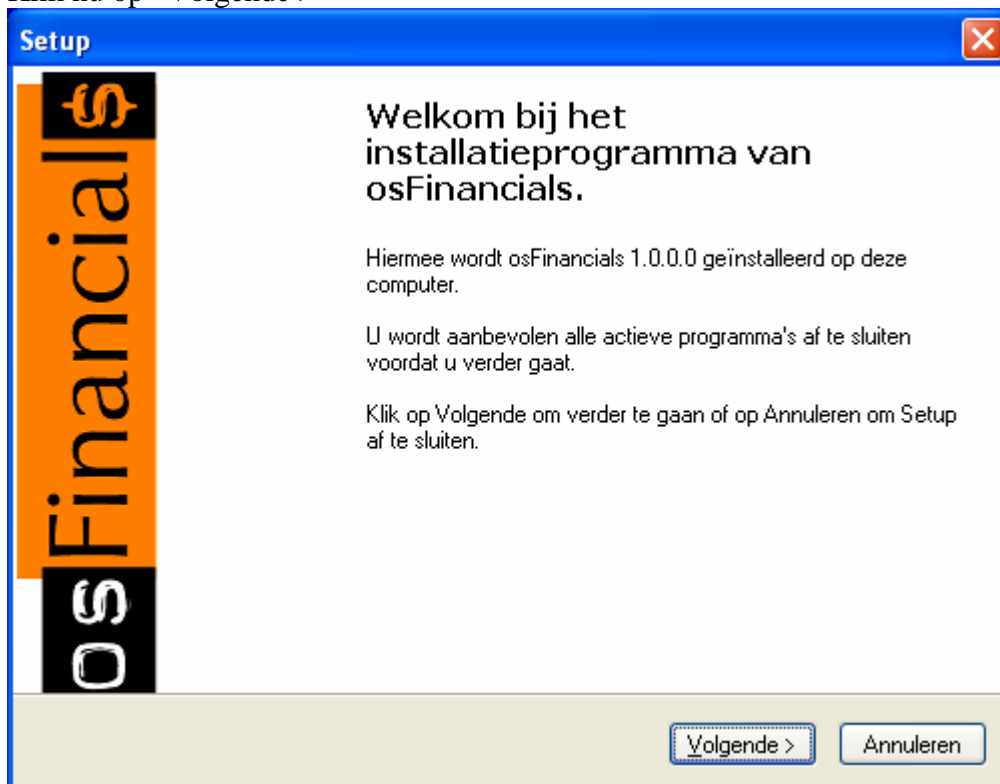 Klik nu op "Volgende".
Setup
osFinancials
Welkom bij het
installatieprogramma van
osFinancials.
Hiermee wordt osFinancials 1.0.0.0 geïnstalleerd op deze
computer.
U wordt aanbevolen alle actieve programma's af te sluiten
voordat u verder gaat.
Klik op Volgende om verder te gaan of op Annuleren om Setup
af te sluiten.
Volgende >
Annuleren